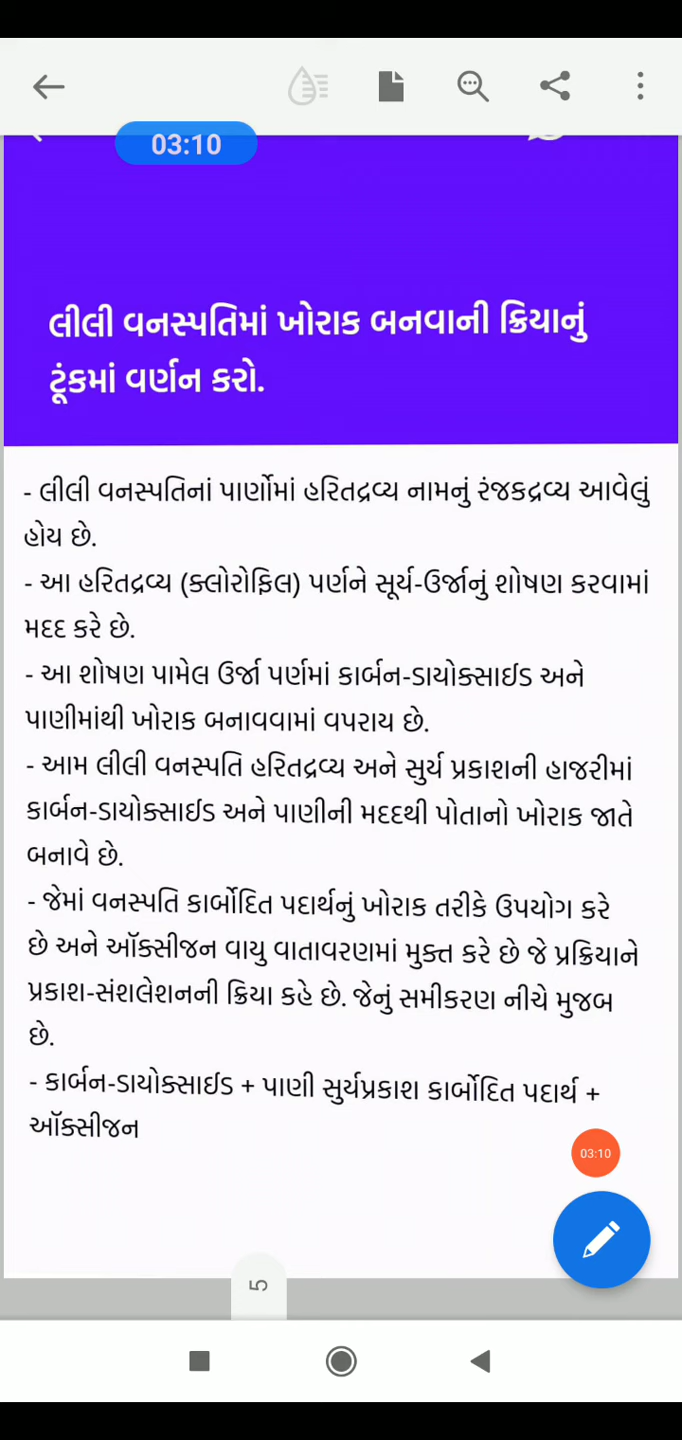 03:10
લીલી વનસ્પતિમાં ખોરાક બનવાની ક્રિયાનું
ટૂંકમાં વર્ણન કરો.
- લીલી વનસ્પતિનાં પાર્ણોમાં હરિતદ્રવ્ય નામનું રંજકદ્રવ્ય આવેલું
હોય છે.
- આ હરિતદ્રવ્ય (ક્લોરોફિલ) પર્ણને સૂર્ય-ઉર્જાનું શોષણ કરવામાં
મદદ કરે છે.
- આ શોષણ પામેલ ઉર્જા પર્ણમાં કાર્બન-ડાયોક્સાઈડ અને
પાણીમાંથી ખોરાક બનાવવામાં વપરાય છે.
- આમ લીલી વનસ્પતિ હરિતદ્રવ્ય અને સુર્ય પ્રકાશની હાજરીમાં
કાર્બન-ડાયોક્સાઈડ અને પાણીની મદદથી પોતાનો ખોરાક જાતે
બનાવે છે.
- જેમાં વનસ્પતિ કાર્બોદિત પદાર્થનું ખોરાક તરીકે ઉપયોગ કરે
છે અને ઑક્સીજન વાયુ વાતાવરણમાં મુક્ત કરે છે જે પ્રક્રિયાને
પ્રકાશ-સંશલેશનની ક્રિયા કહે છે. જેનું સમીકરણ નીચે મુજબ
છે.
- કાર્બન-ડાયોક્સાઈડ + પાણી સુર્યપ્રકાશ કાર્બોદિત પદાર્થ +
ઑક્સીજન
03:10
5